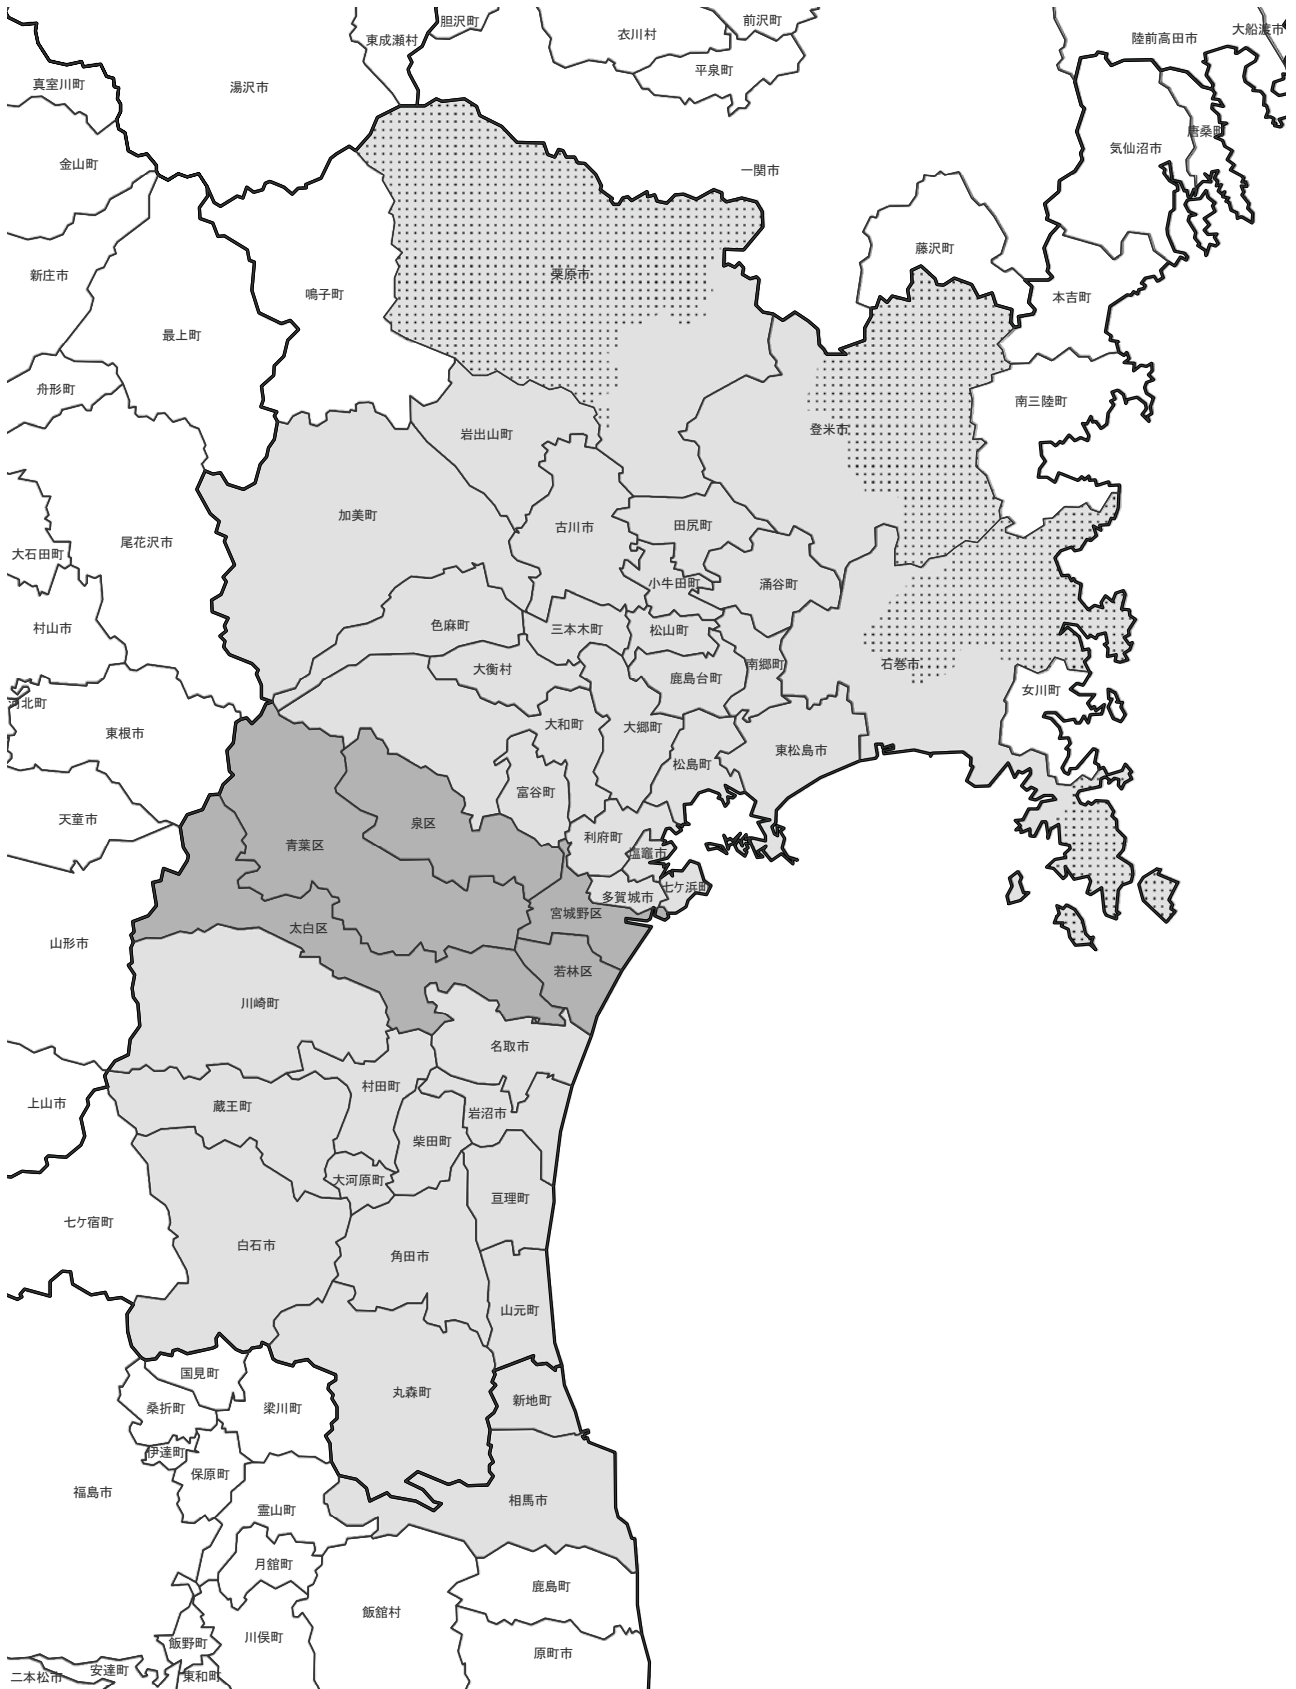 胆沢町
前沢町
衣川村
大船渡市
東成瀬村
陸前高田市
平泉町
真室川町
湯沢市
唐桑町
気仙沼市
金山町
一関市
藤沢町
新庄市
栗原市
鳴子町
本吉町
最上町
舟形町
南三陸町
登米市
岩出山町
加美町
田尻町
古川市
尾花沢市
大石田町
小牛田町
涌谷町
色麻町
村山市
三本木町
松山町
大衡村
南郷町
石巻市
鹿島台町
女川町
河北町
大和町
大郷町
東根市
東松島市
松島町
富谷町
天童市
泉区
利府町
青葉区
塩竈市
七ケ浜町
多賀城市
宮城野区
太白区
山形市
若林区
川崎町
名取市
村田町
上山市
蔵王町
岩沼市
柴田町
大河原町
亘理町
七ケ宿町
白石市
角田市
山元町
国見町
丸森町
新地町
桑折町
梁川町
伊達町
保原町
福島市
相馬市
霊山町
月舘町
鹿島町
飯舘村
川俣町
飯野町
原町市
安達町
二本松市
東和町